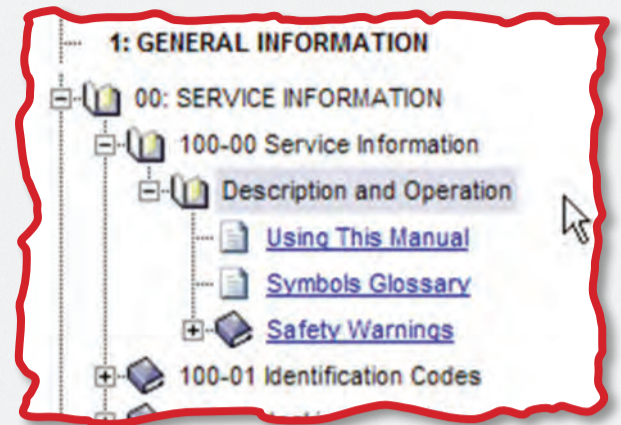 1: GENERAL INFORMATION
00: SERVICE INFORMATION
100-00 Service Information
Description and Operation
Using This Manual
Symbols Glossary
Safety Warnings
100-01 Identification Codes